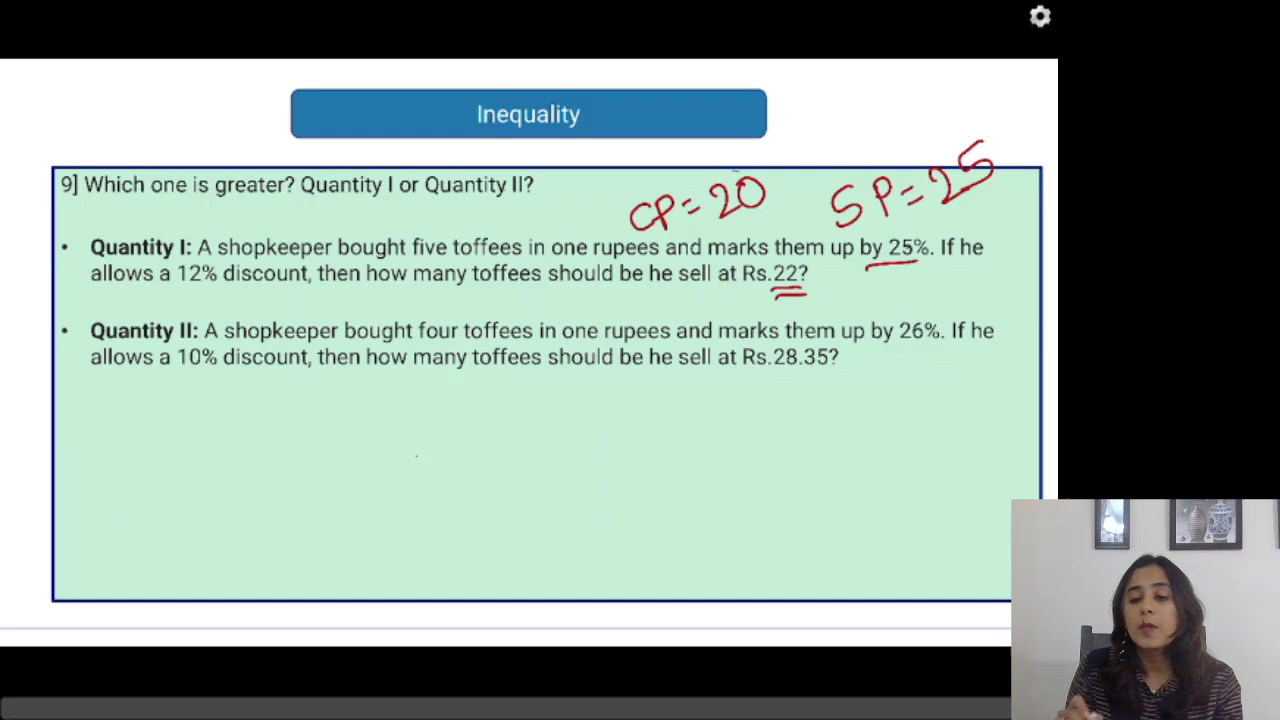 Inequality
9] Which one is greater? Quantity I or Quantity II?
CP = 20
SP = 25
• Quantity I: A shopkeeper bought five toffees in one rupees and marks them up by 25%. If he
allows a 12% discount, then how many toffees should be he sell at Rs.22?
• Quantity II: A shopkeeper bought four toffees in one rupees and marks them up by 26%. If he
allows a 10% discount, then how many toffees should be he sell at Rs.28.35?